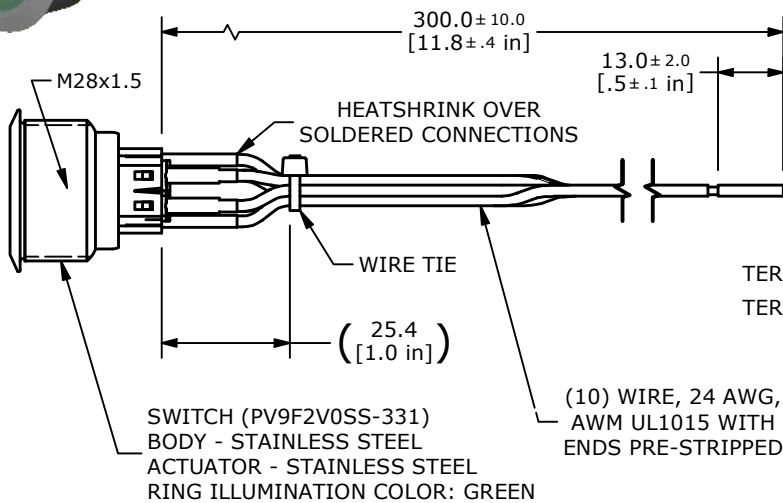 300.0±10.0
[11.8±.4 in]
13.0±2.0
[.5±.1 in]
M28x1.5
HEATSHRINK OVER
SOLDERED CONNECTIONS
WIRE TIE
TER
TER
(25.4
[1.0 in])
SWITCH (PV9F2V0SS-331)
BODY - STAINLESS STEEL
ACTUATOR - STAINLESS STEEL
RING ILLUMINATION COLOR: GREEN
(10) WIRE, 24 AWG,
AWM UL1015 WITH
ENDS PRE-STRIPPED